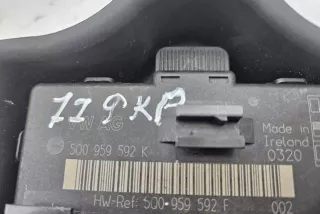 779KP
VW AG
5Q0 959 592 K
Made in
Ireland
0320
HW-Ref: 5Q0 959 592 F
002